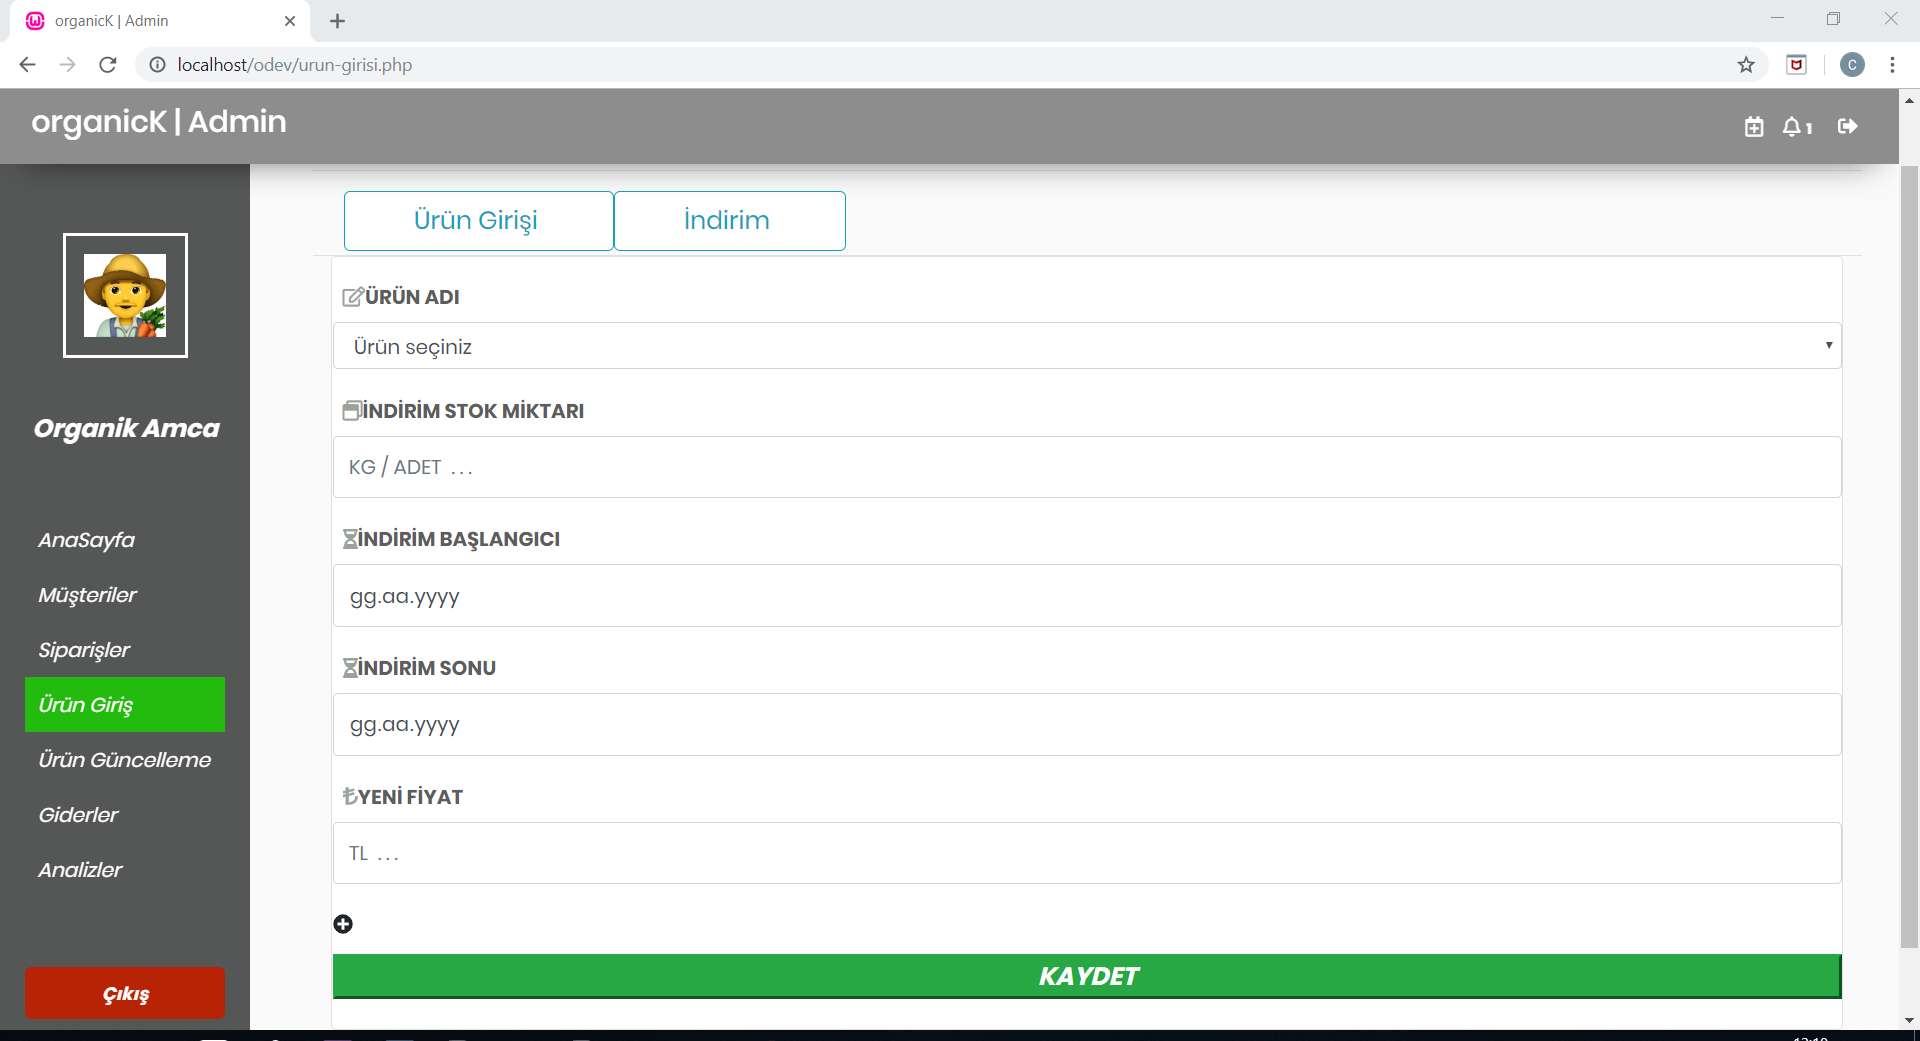 organicK | Admin
localhost/odev/urun-girisi.php
C
organicK | Admin
1
Ürün Girişi
İndirim
Organik Amca
AnaSayfa
Müşteriler
Siparişler
Ürün Giriş
Ürün Güncelleme
Giderler
Analizler
Çıkış
ÜRÜN ADI
Ürün seçiniz
İNDİRİM STOK MİKTARI
KG / ADET ...
İNDİRİM BAŞLANGICI
gg.aa.yyyy
İNDİRİM SONU
gg.aa.yyyy
YENİ FİYAT
TL ...
KAYDET